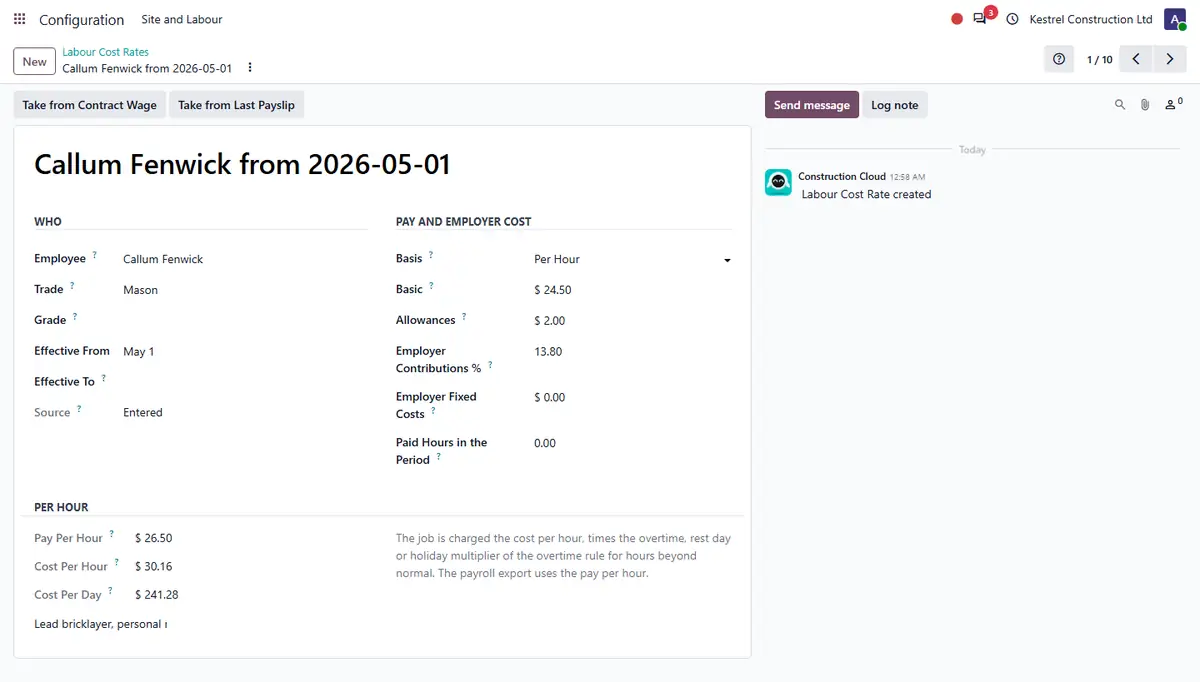 Configuration Site and Labour
3
Kestrel Construction Ltd
A
New
Labour Cost Rates
Callum Fenwick from 2026-05-01
1 / 10
Take from Contract Wage
Take from Last Payslip
Send message
Log note
0
Callum Fenwick from 2026-05-01
Today
Construction Cloud 12:58 AM
Labour Cost Rate created
WHO
Employee ? Callum Fenwick
Trade ? Mason
Grade ?
Effective From May 1
Effective To ?
Source ? Entered
PAY AND EMPLOYER COST
Basis ? Per Hour
Basic ? $ 24.50
Allowances ? $ 2.00
Employer
Contributions % ? 13.80
Employer Fixed
Costs ? $ 0.00
Paid Hours in the
Period ? 0.00
PER HOUR
Pay Per Hour ? $ 26.50
Cost Per Hour ? $ 30.16
Cost Per Day ? $ 241.28
Lead bricklayer, personal
The job is charged the cost per hour, times the overtime, rest day
or holiday multiplier of the overtime rule for hours beyond
normal. The payroll export uses the pay per hour.